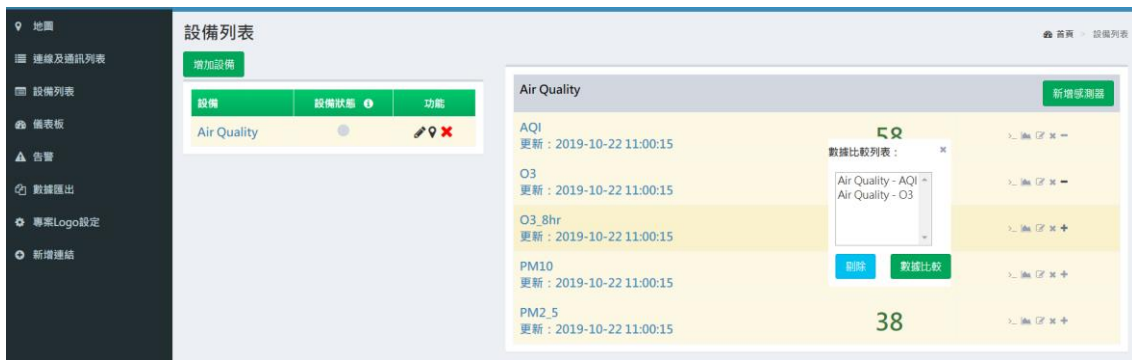 地圖
連線及通訊列表
設備列表
儀表板
告警
數據匯出
專案Logo設定
新增連結
設備列表
首頁 > 設備列表
增加設備
設備 設備狀態 功能
Air Quality
Air Quality 新增感測器
AQI 58
更新：2019-10-22 11:00:15
O3
更新：2019-10-22 11:00:15
O3_8hr
更新：2019-10-22 11:00:15
PM10
更新：2019-10-22 11:00:15
PM2_5 38
更新：2019-10-22 11:00:15
數據比較列表：
Air Quality - AQI
Air Quality - O3
刪除 數據比較